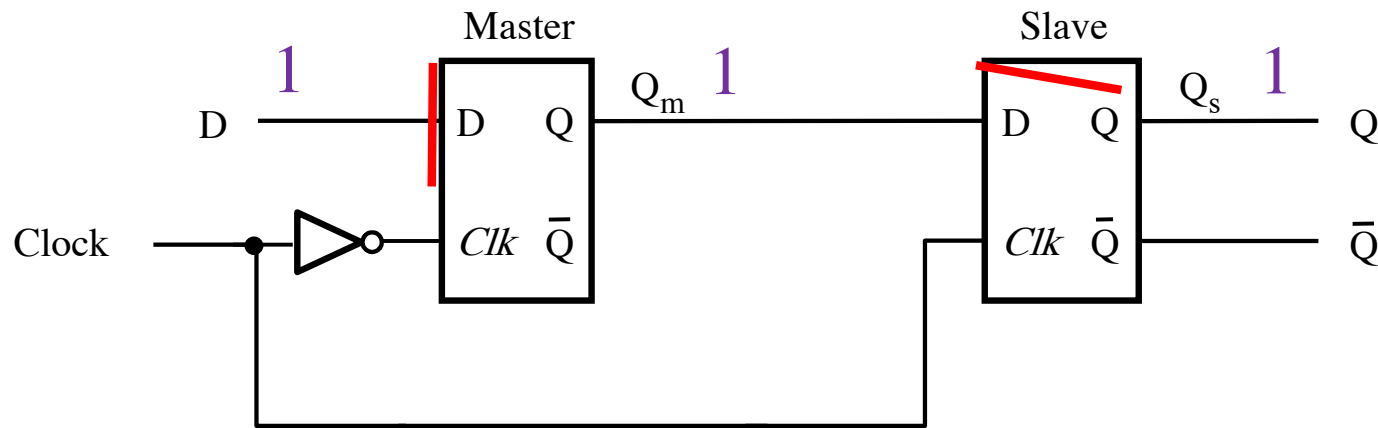 Master Slave
1 Q_m 1 Q_s 1
D D Q D Q Q
Clock Clk Q̅ Clk Q̅ Q̅